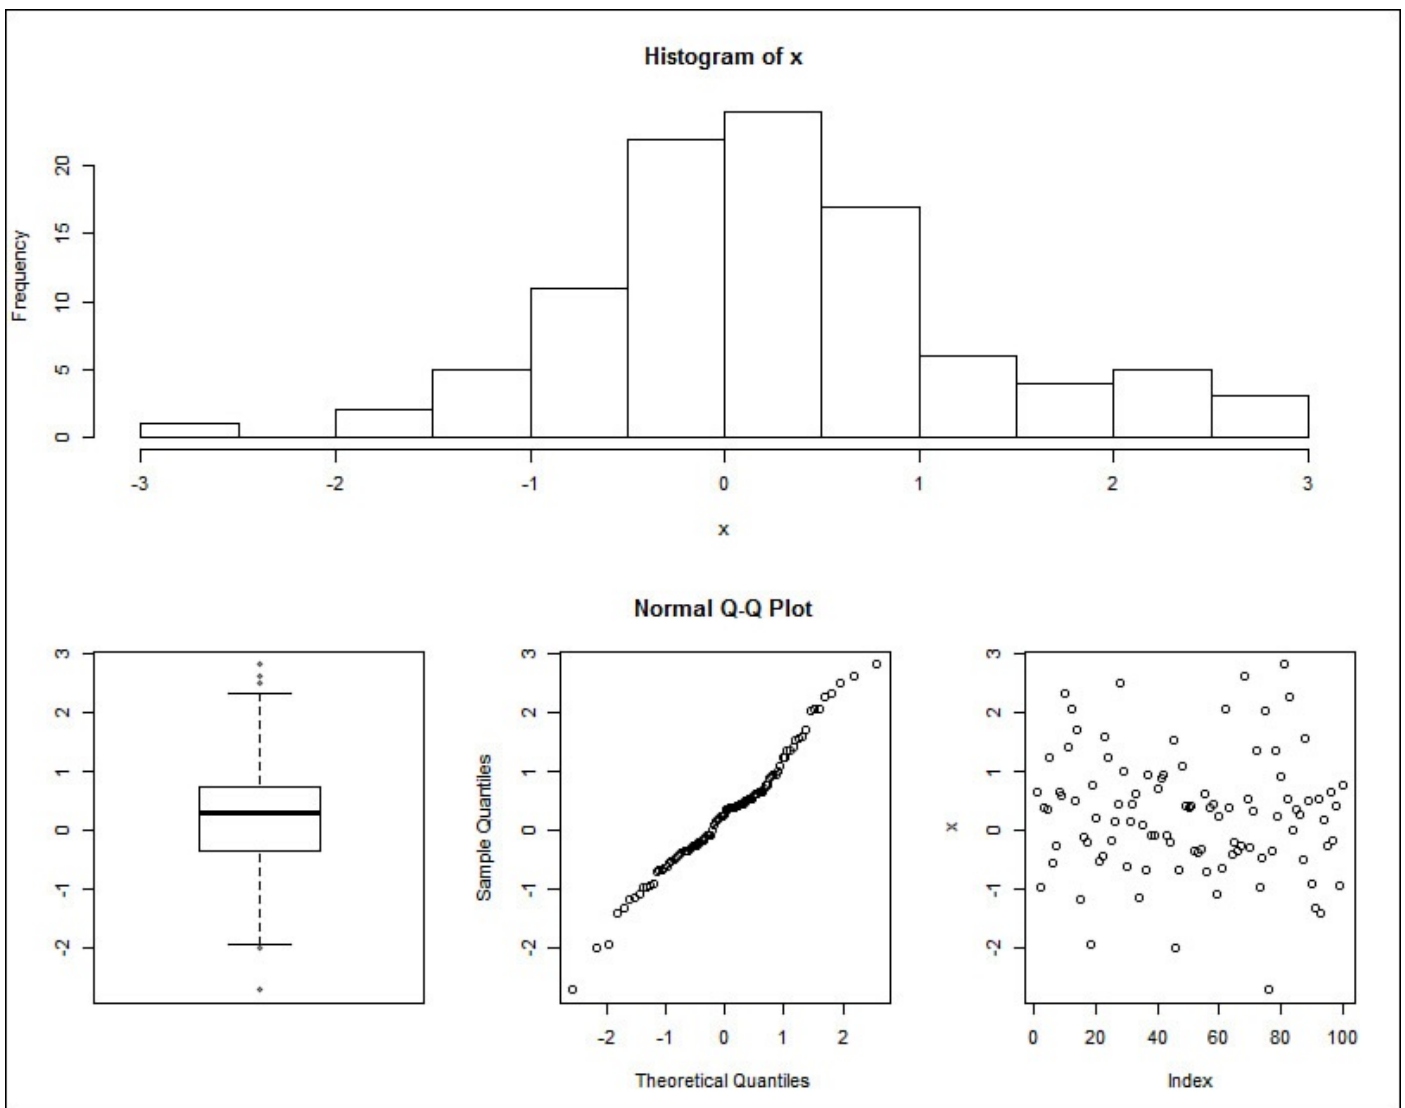 Histogram of x
Frequency
20
15
10
5
0
-3 -2 -1 0 1 2 3
x
Normal Q-Q Plot
3
2
1
0
-1
-2
Sample Quantiles
3
2
1
0
-1
-2
-2 -1 0 1 2
Theoretical Quantiles
x
3
2
1
0
-1
-2
0 20 40 60 80 100
Index